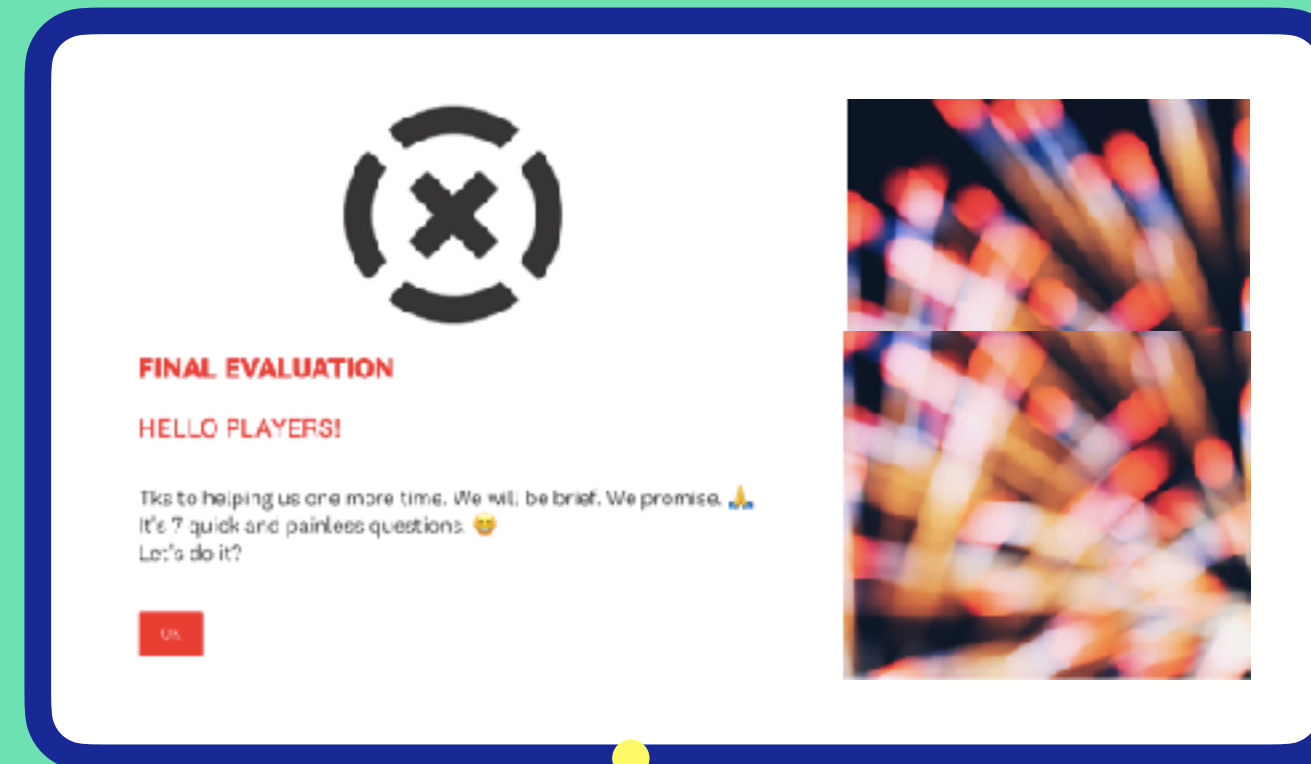 FINAL EVALUATION
HELLO PLAYERS!
Tks to helping us one more time. We will be brief. We promise. 🙏
It's 7 quick and painless questions. 😁
Let's do it?
OK